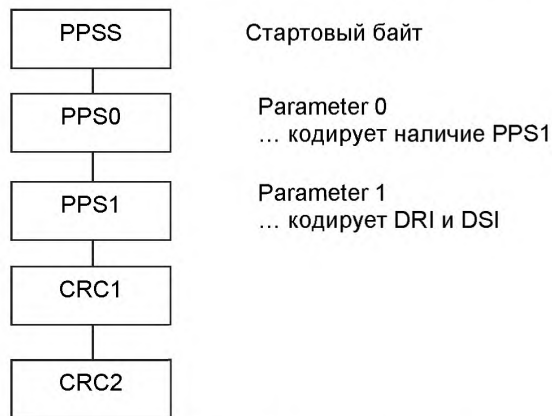 PPSS
Стартовый байт
PPS0
Parameter 0
... кодирует наличие PPS1
PPS1
Parameter 1
... кодирует DRI и DSI
CRC1
CRC2